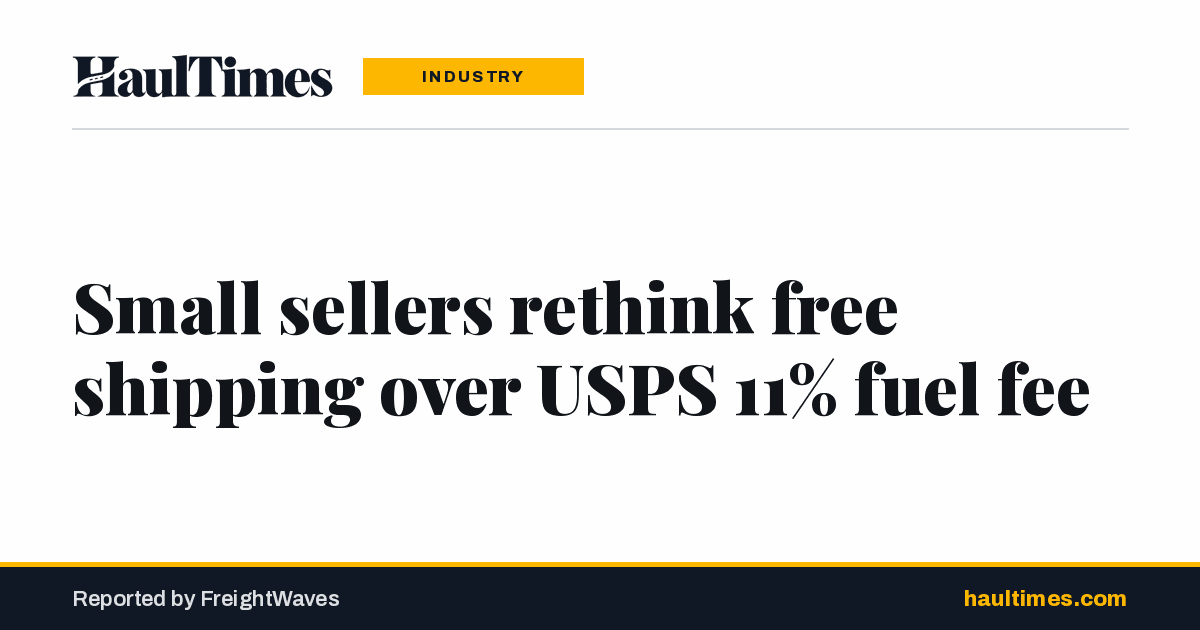 HaulTimes
INDUSTRY
Small sellers rethink free
shipping over USPS 11% fuel fee
Reported by FreightWaves
haultimes.com